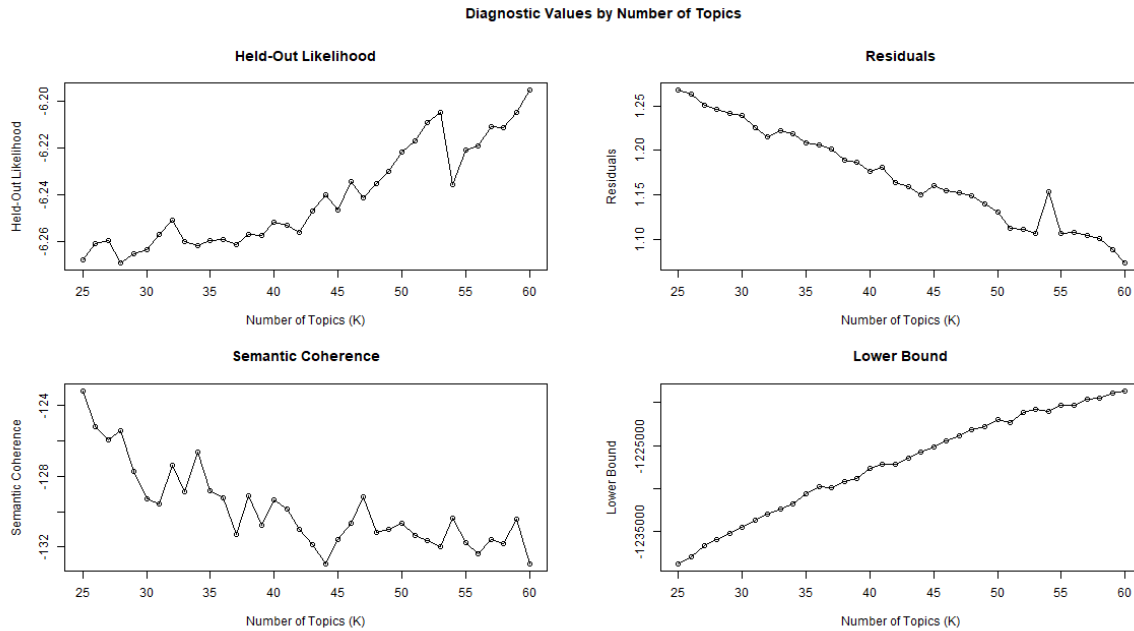 Diagnostic Values by Number of Topics
Held-Out Likelihood
Held-Out Likelihood
-6.20
-6.22
-6.24
-6.26
25 30 35 40 45 50 55 60
Number of Topics (K)
Residuals
Residuals
1.25
1.20
1.15
1.10
25 30 35 40 45 50 55 60
Number of Topics (K)
Semantic Coherence
Semantic Coherence
-124
-128
-132
25 30 35 40 45 50 55 60
Number of Topics (K)
Lower Bound
Lower Bound
-1225000
-1235000
25 30 35 40 45 50 55 60
Number of Topics (K)